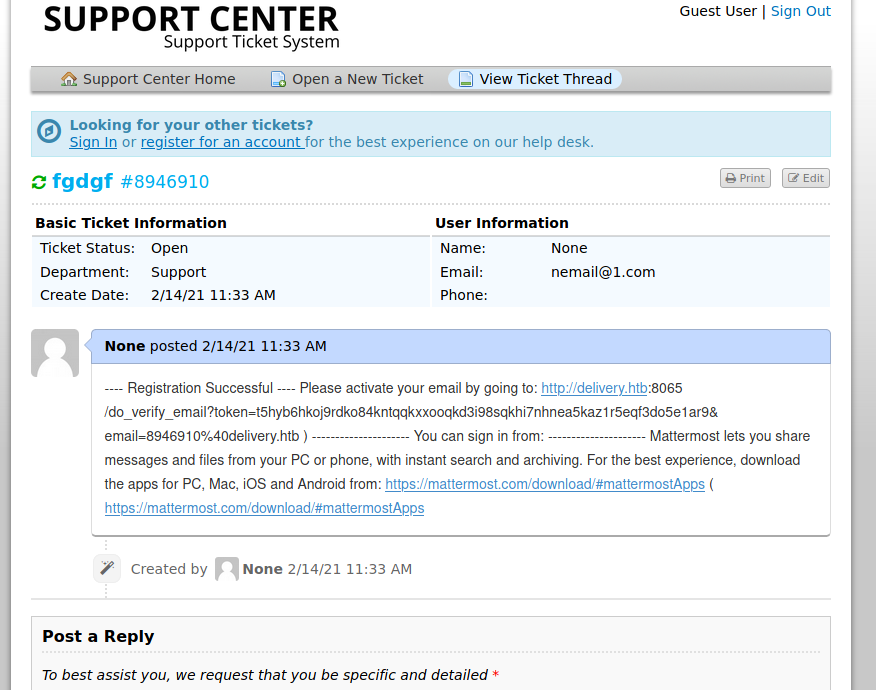 SUPPORT CENTER
Support Ticket System
Guest User | Sign Out
Support Center Home Open a New Ticket View Ticket Thread
Looking for your other tickets?
Sign In or register for an account for the best experience on our help desk.
fgdgf #8946910
Print Edit
Basic Ticket Information
Ticket Status: Open
Department: Support
Create Date: 2/14/21 11:33 AM
User Information
Name: None
Email: nemail@1.com
Phone:
None posted 2/14/21 11:33 AM
---- Registration Successful ---- Please activate your email by going to: http://delivery.htb:8065
/do_verify_email?token=t5hyb6hkoj9rdko84kntqqkxxooqkd3i98sqkhi7nhnea5kaz1r5eqf3do5e1ar9&
email=8946910%40delivery.htb ) --------------------- You can sign in from: --------------------- Mattermost lets you share
messages and files from your PC or phone, with instant search and archiving. For the best experience, download
the apps for PC, Mac, iOS and Android from: https://mattermost.com/download/#mattermostApps (
https://mattermost.com/download/#mattermostApps
Created by None 2/14/21 11:33 AM
Post a Reply
To best assist you, we request that you be specific and detailed *